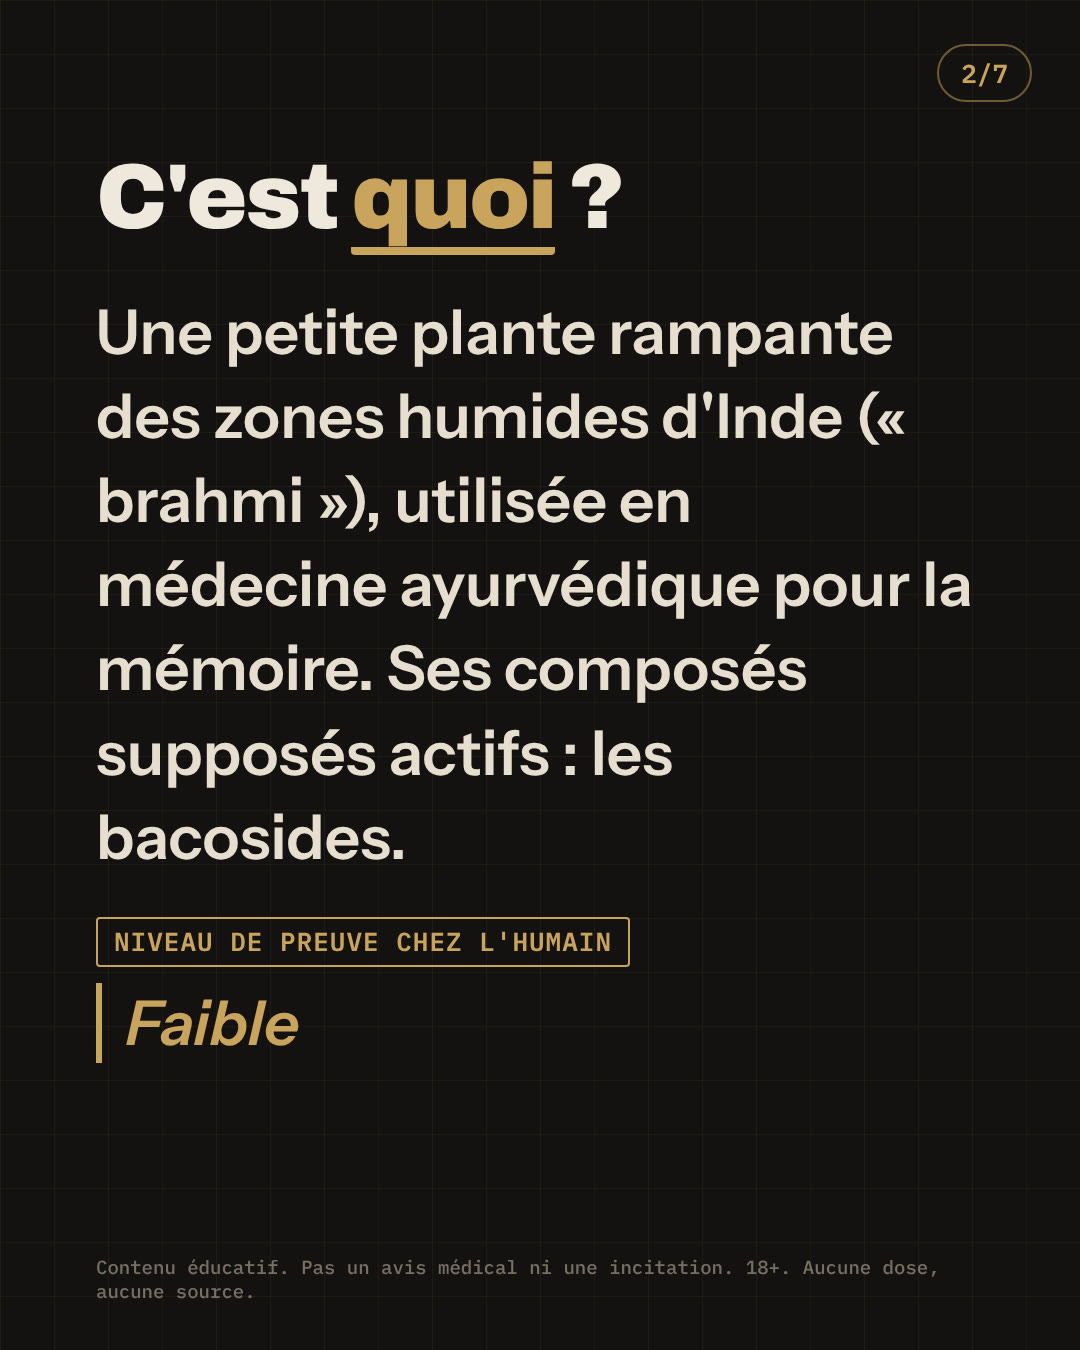 2/7
C'est quoi ?
Une petite plante rampante
des zones humides d'Inde («
brahmi »), utilisée en
médecine ayurvédique pour la
mémoire. Ses composés
supposés actifs : les
bacosides.
NIVEAU DE PREUVE CHEZ L'HUMAIN
Faible
Contenu éducatif. Pas un avis médical ni une incitation. 18+. Aucune dose,
aucune source.